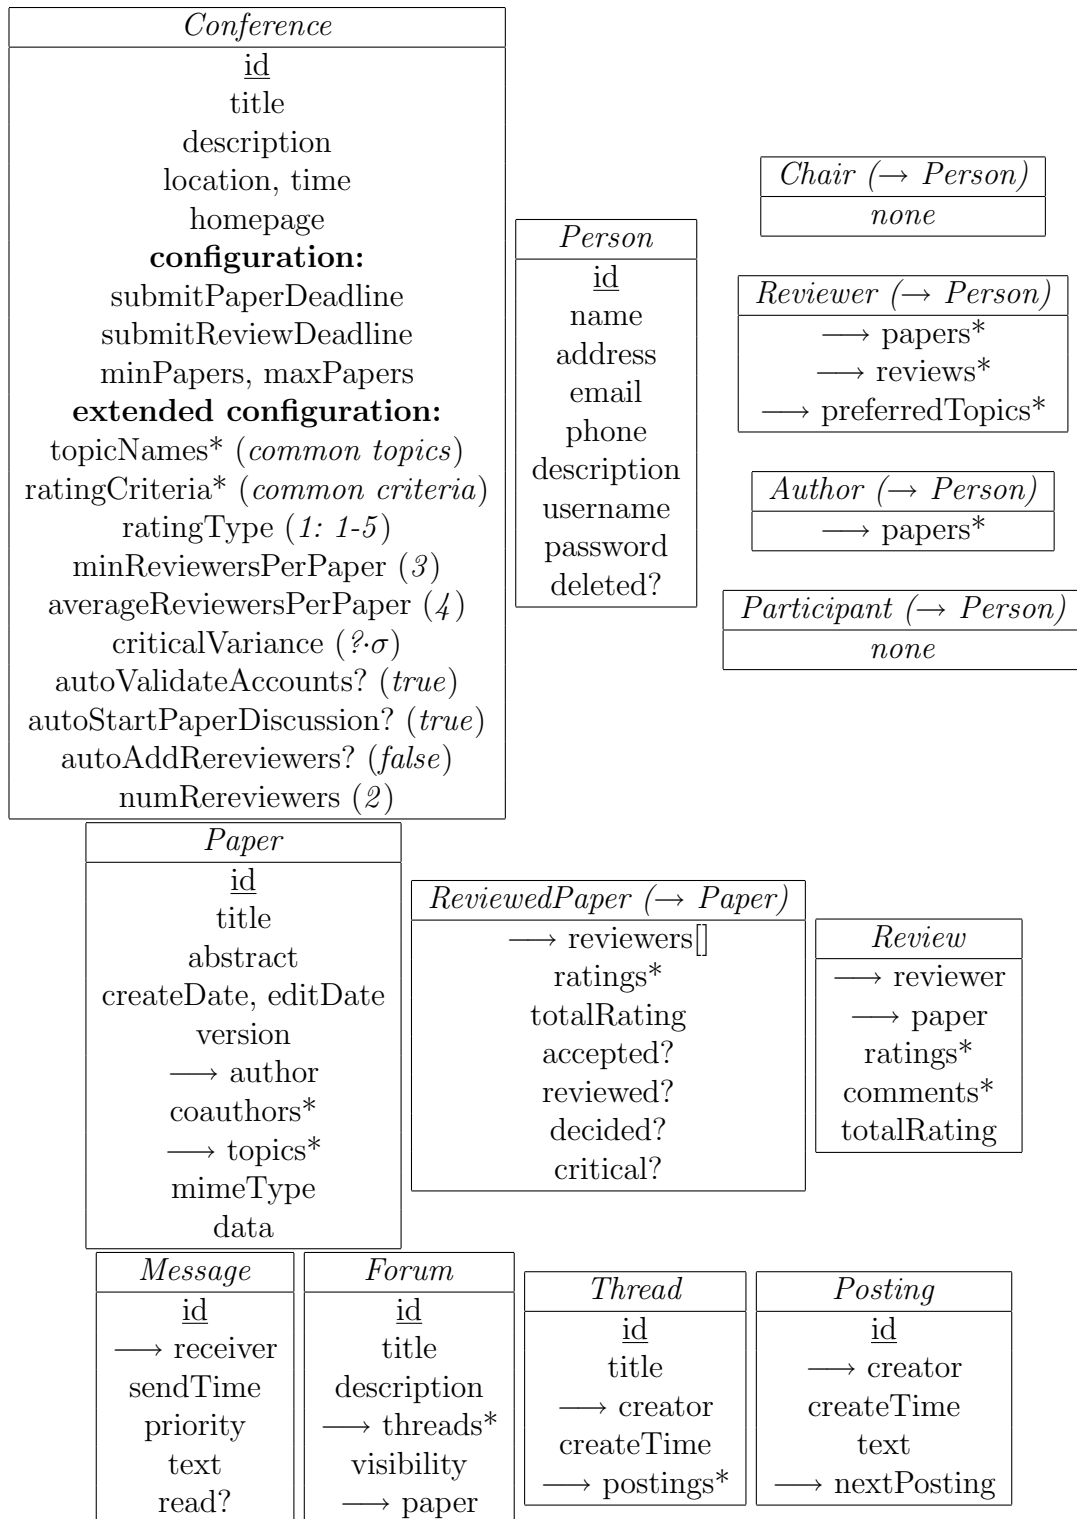 Conference
id
title
description
location, time
homepage
configuration:
submitPaperDeadline
submitReviewDeadline
minPapers, maxPapers
extended configuration:
topicNames* (common topics)
ratingCriteria* (common criteria)
ratingType (1: 1-5)
minReviewersPerPaper (3)
averageReviewersPerPaper (4)
criticalVariance (?·σ)
autoValidateAccounts? (true)
autoStartPaperDiscussion? (true)
autoAddRereviewers? (false)
numRereviewers (2)
Person
id
name
address
email
phone
description
username
password
deleted?
Chair (→ Person)
none
Reviewer (→ Person)
⟶ papers*
⟶ reviews*
⟶ preferredTopics*
Author (→ Person)
⟶ papers*
Participant (→ Person)
none
Paper
id
title
abstract
createDate, editDate
version
⟶ author
coauthors*
⟶ topics*
mimeType
data
ReviewedPaper (→ Paper)
⟶ reviewers[]
ratings*
totalRating
accepted?
reviewed?
decided?
critical?
Review
⟶ reviewer
⟶ paper
ratings*
comments*
totalRating
Message
id
⟶ receiver
sendTime
priority
text
read?
Forum
id
title
description
⟶ threads*
visibility
⟶ paper
Thread
id
title
⟶ creator
createTime
⟶ postings*
Posting
id
⟶ creator
createTime
text
⟶ nextPosting